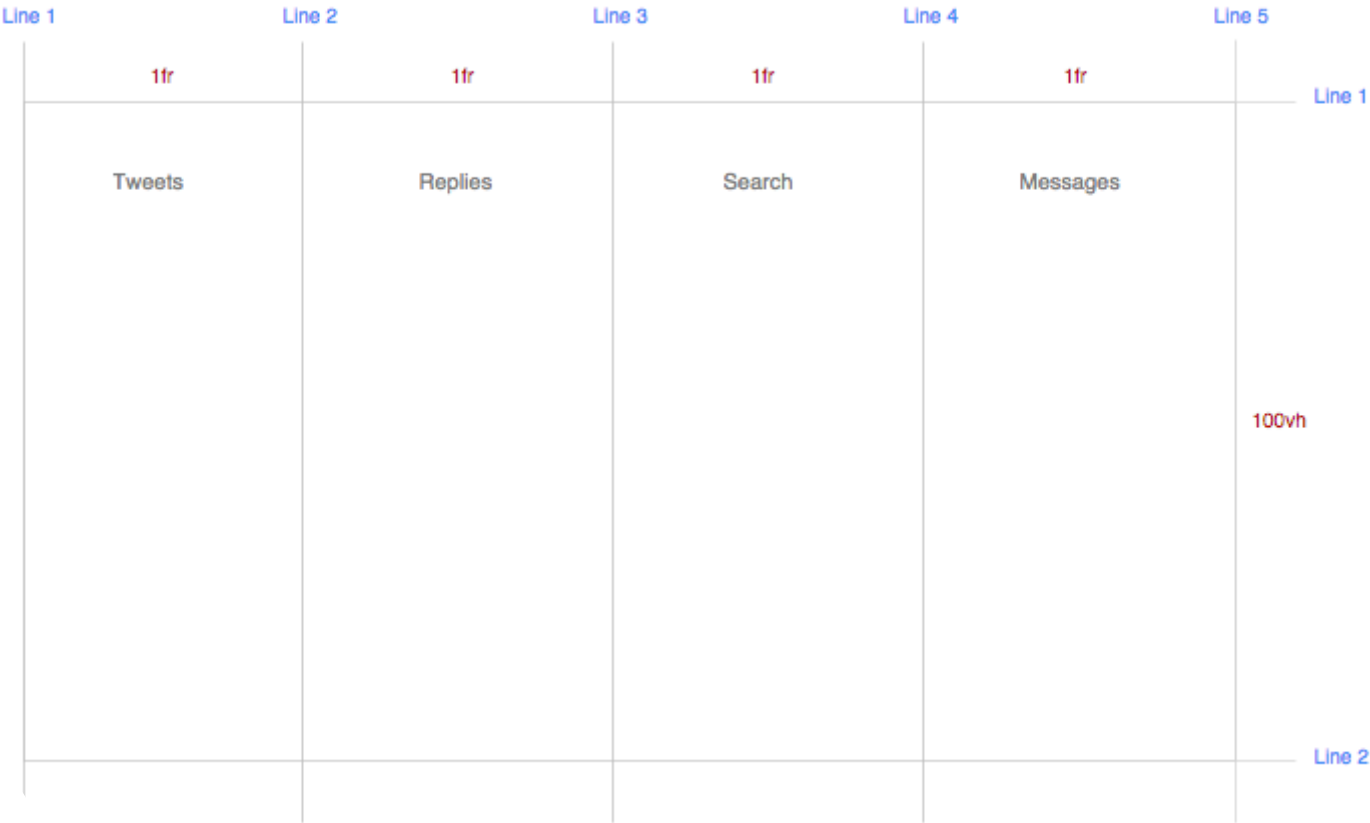 Line 1 Line 2 Line 3 Line 4 Line 5
1fr 1fr 1fr 1fr
Line 1
Tweets Replies Search Messages
100vh
Line 2